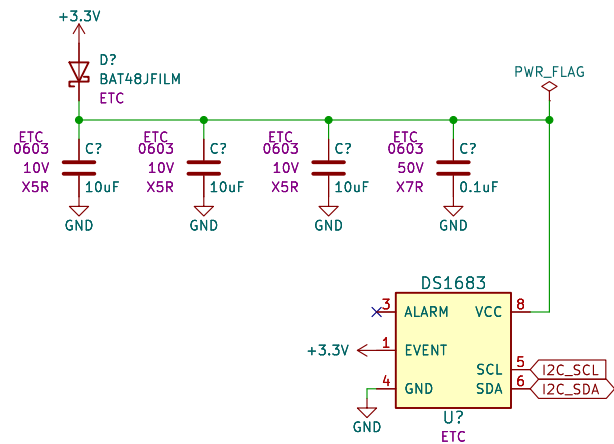 +3.3V
D?
BAT48JFILM
ETC
PWR_FLAG
ETC
0603
10V
X5R
C?
10uF
GND
ETC
0603
10V
X5R
C?
10uF
GND
ETC
0603
10V
X5R
C?
10uF
GND
ETC
0603
50V
X7R
C?
0.1uF
GND
DS1683
3 ALARM VCC 8
+3.3V 1 EVENT
SCL 5 I2C_SCL
4 GND SDA 6 I2C_SDA
GND
U?
ETC